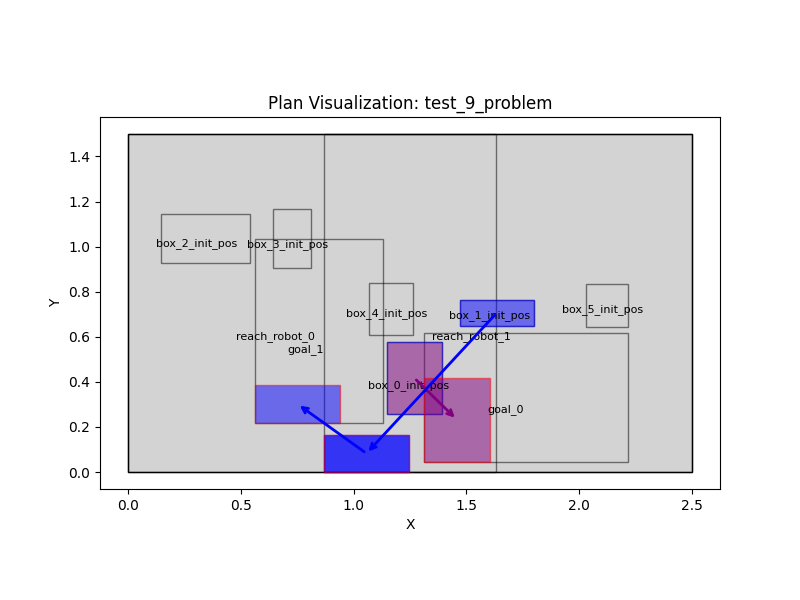 Plan Visualization: test_9_problem
1.4
1.2
1.0
0.8
0.6
0.4
0.2
0.0
Y
box_2_init_pos
box_3_init_pos
box_4_init_pos
box_1_init_pos
box_5_init_pos
reach_robot_0
reach_robot_1
goal_1
box_0_init_pos
goal_0
0.0
0.5
1.0
1.5
2.0
2.5
X